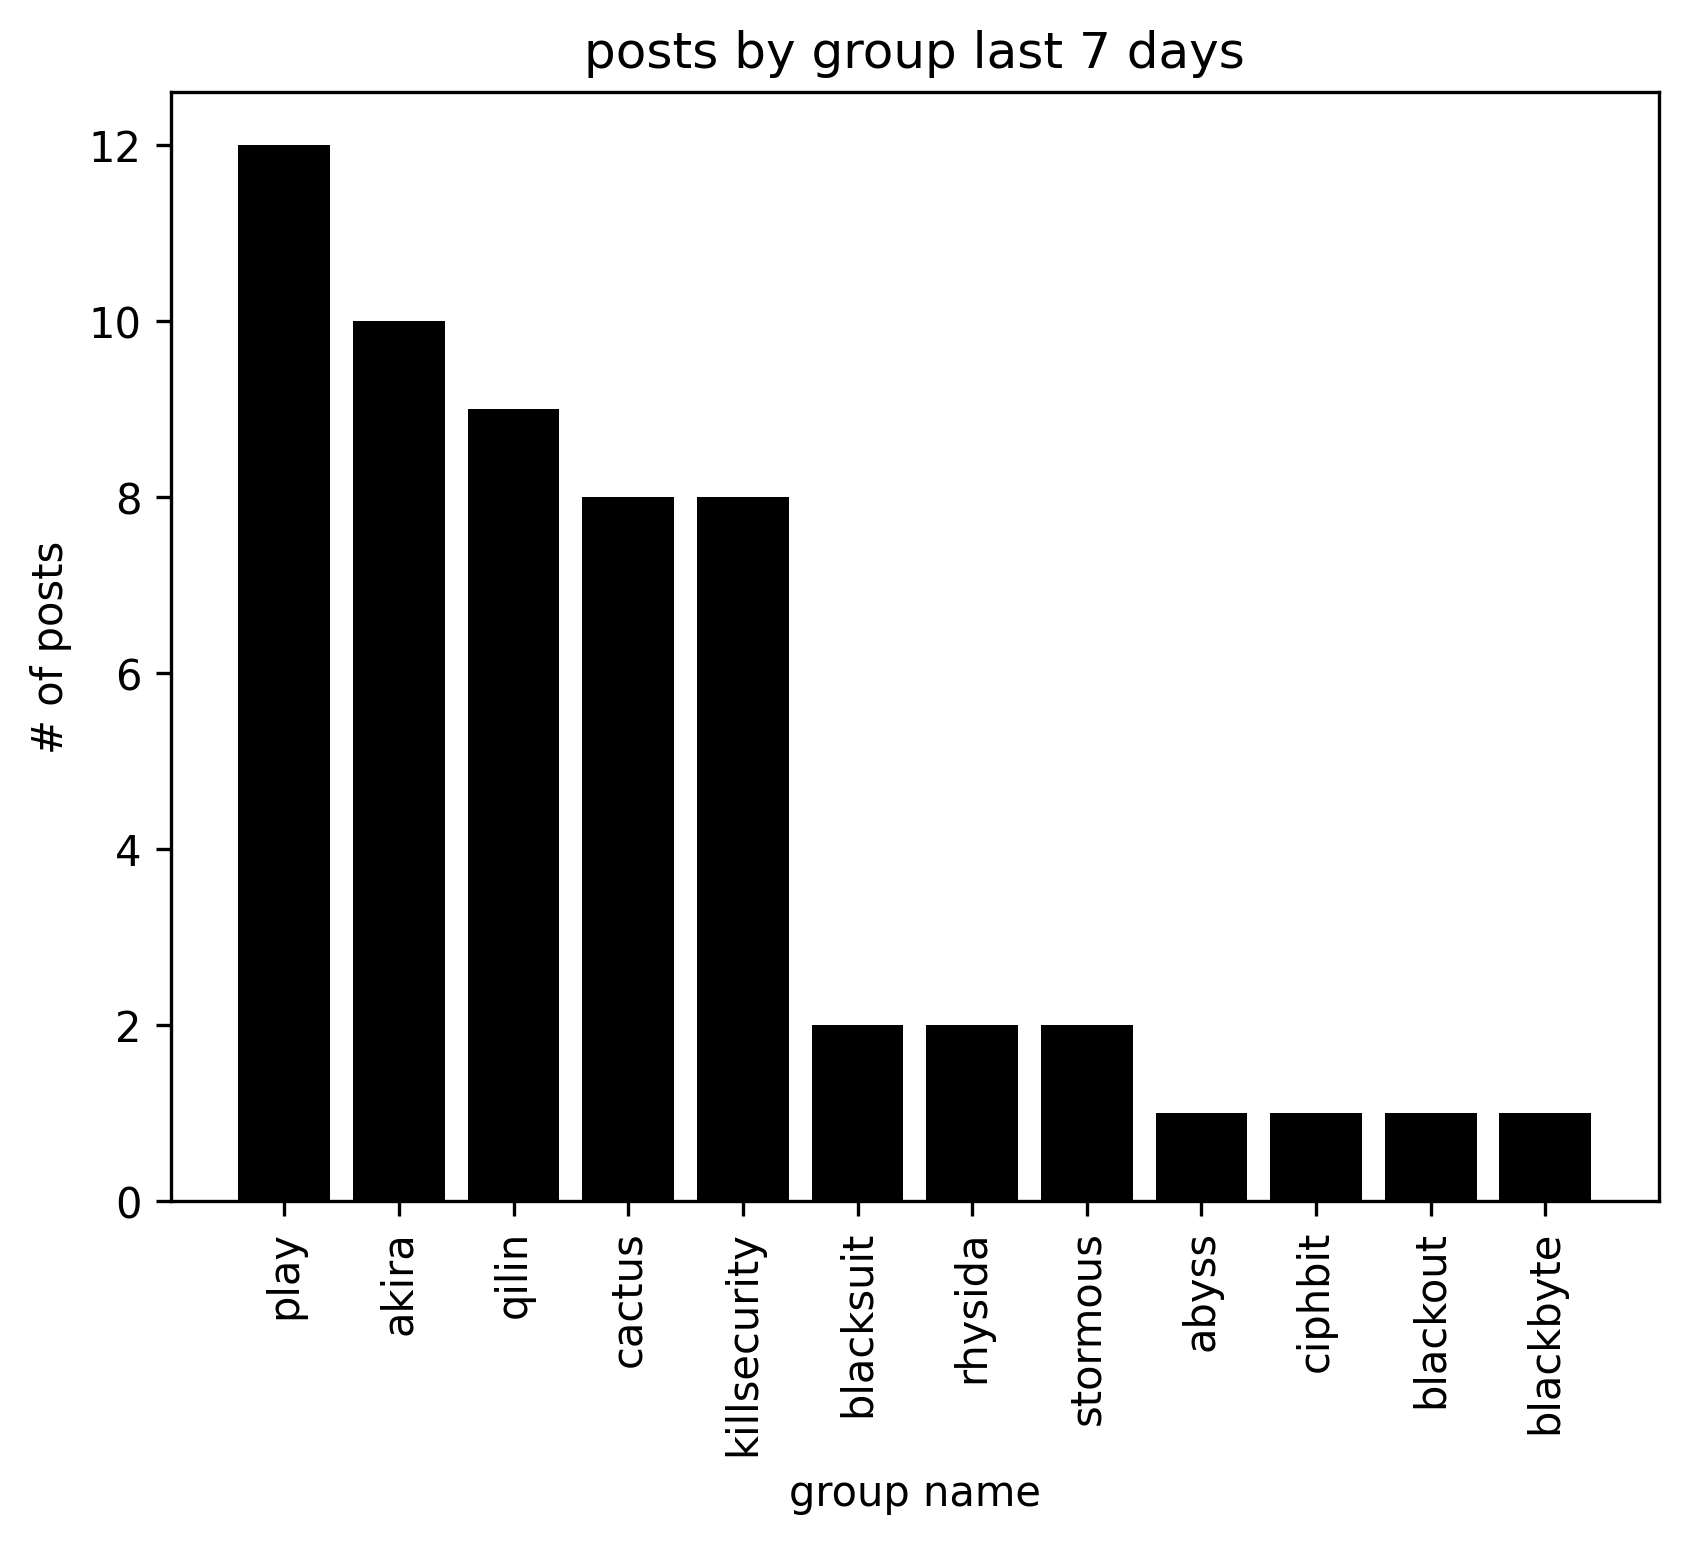 posts by group last 7 days
# of posts
12
10
8
6
4
2
0
play
akira
qilin
cactus
killsecurity
blacksuit
rhysida
stormous
abyss
ciphbit
blackout
blackbyte
group name